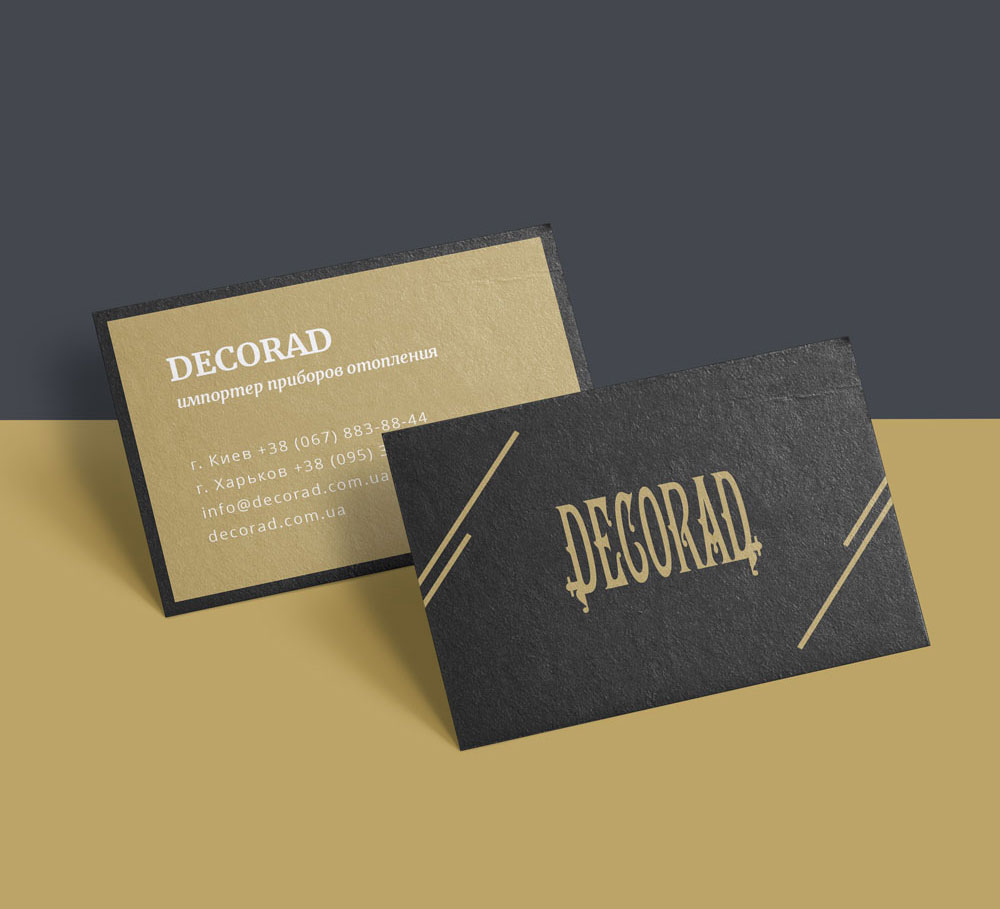 DECORAD
импортер приборов отопления
г. Киев +38 (067) 883-88-44
г. Харьков +38 (095)
info@decorad.com.ua
decorad.com.ua
DECORAD